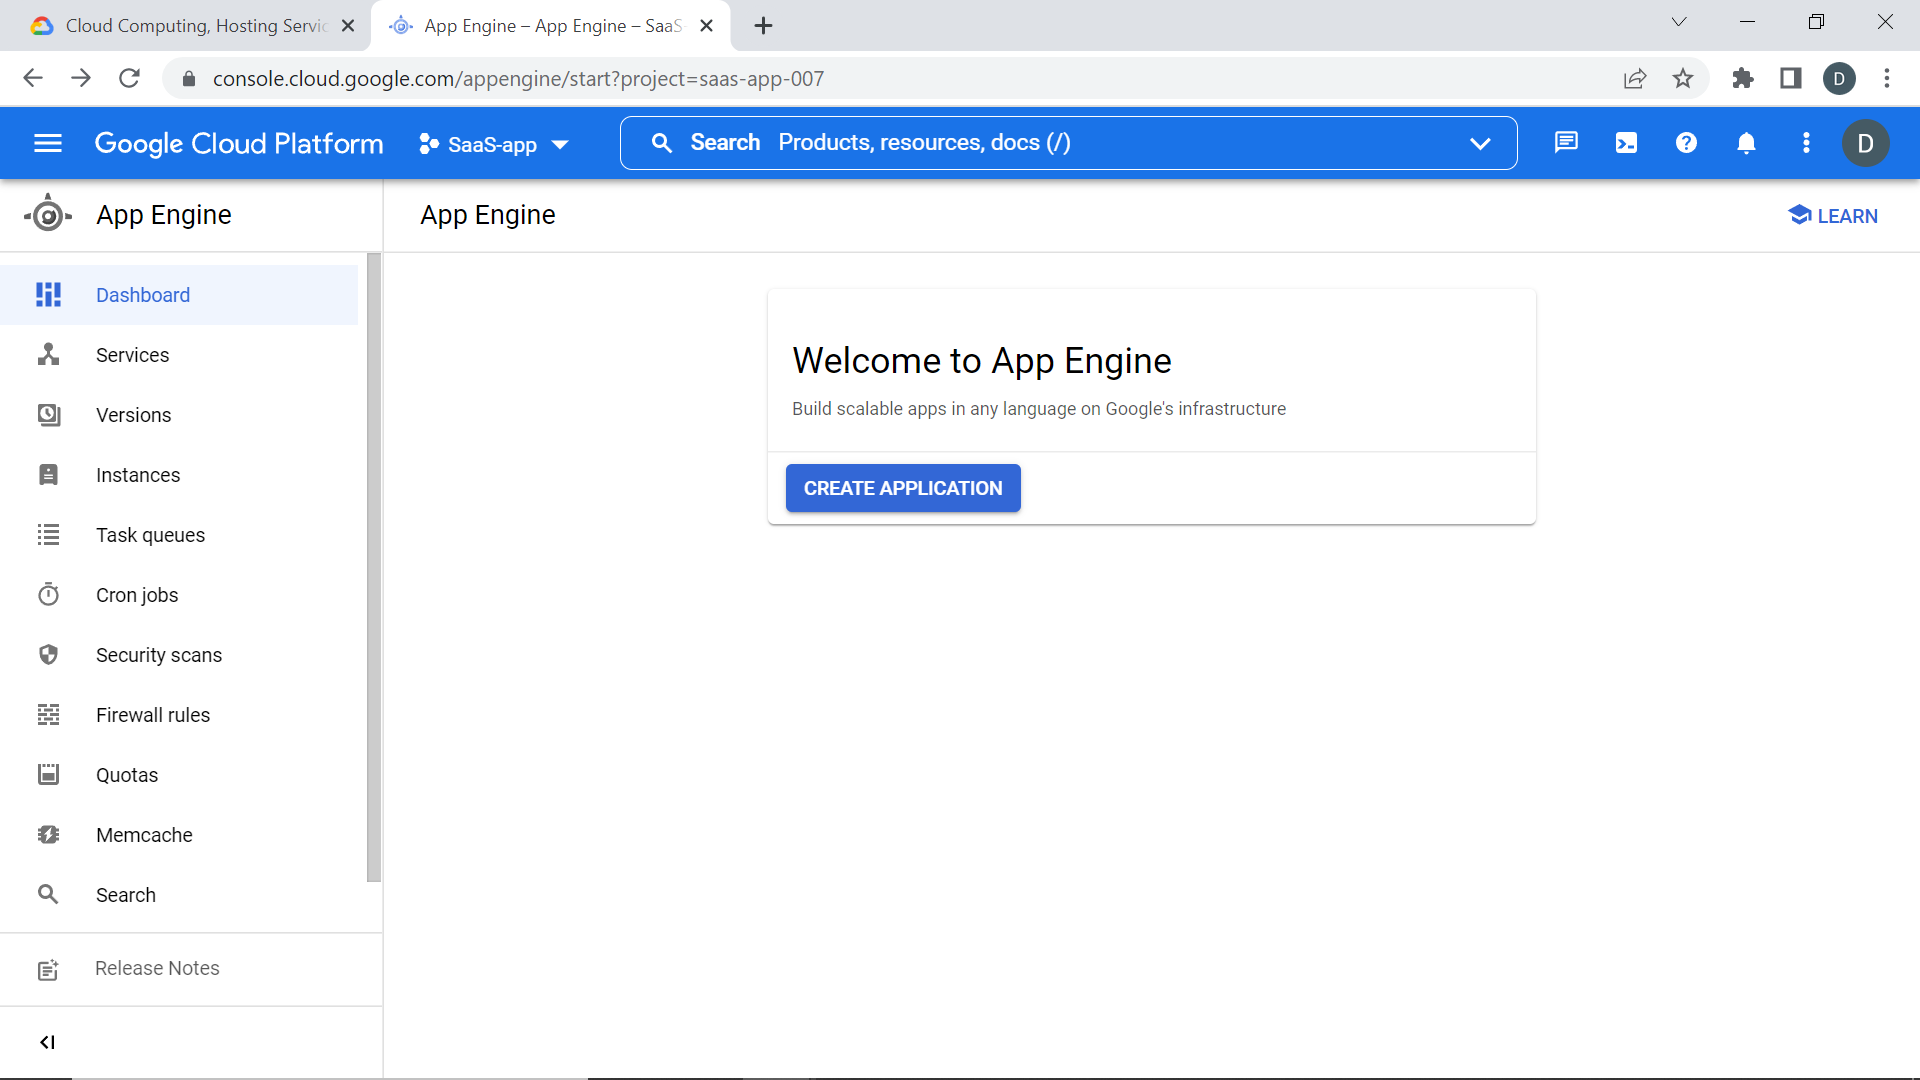 Cloud Computing, Hosting Servic
App Engine – App Engine – SaaS-
console.cloud.google.com/appengine/start?project=saas-app-007
D
Google Cloud Platform
SaaS-app
Search Products, resources, docs (/)
D
App Engine
App Engine
LEARN
Dashboard
Services
Versions
Instances
Task queues
Cron jobs
Security scans
Firewall rules
Quotas
Memcache
Search
Release Notes
Welcome to App Engine
Build scalable apps in any language on Google's infrastructure
CREATE APPLICATION